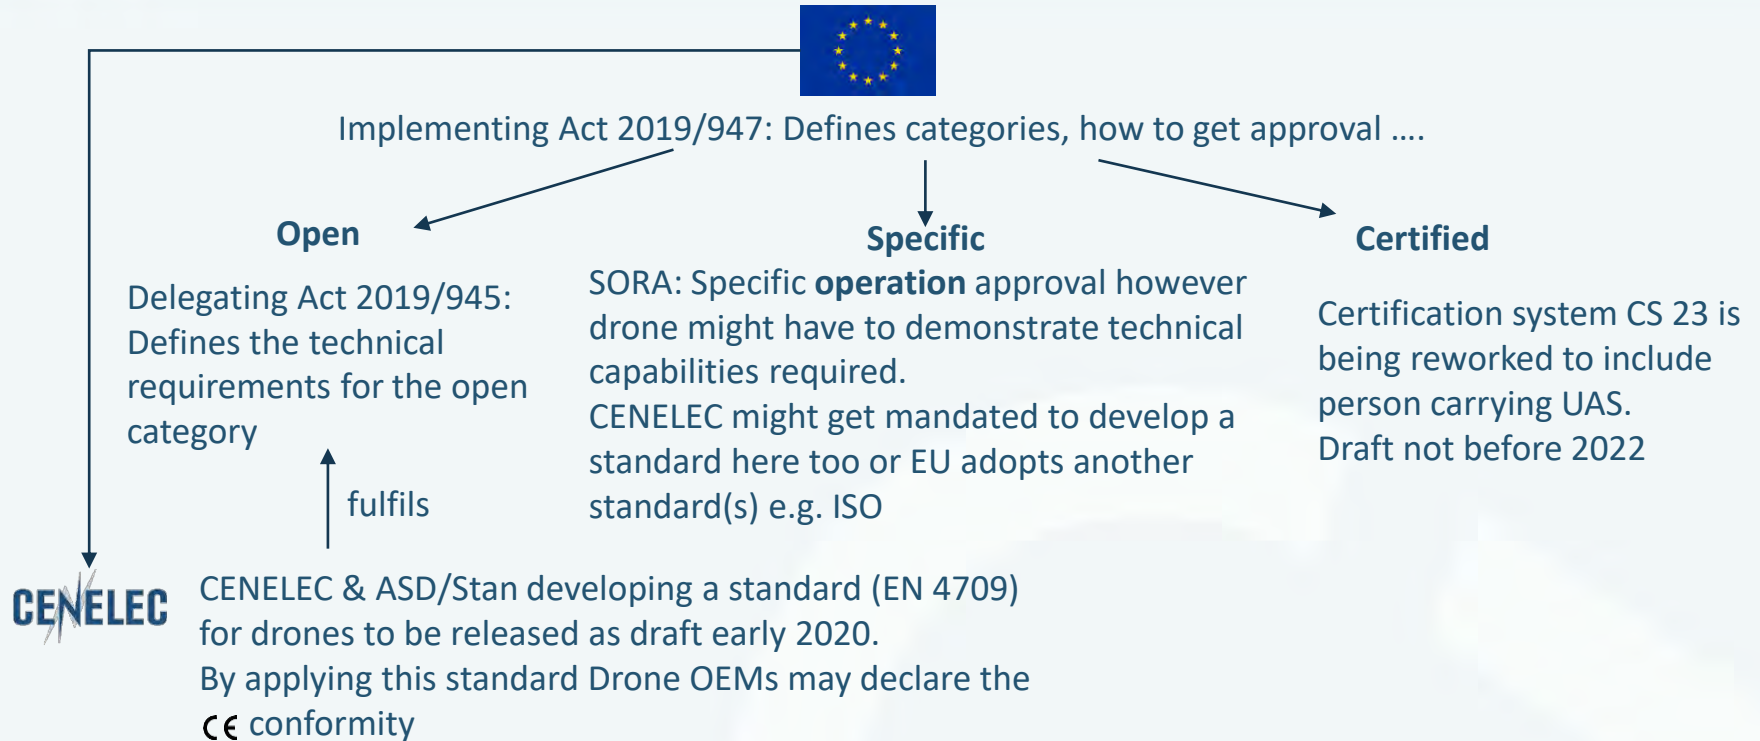 Implementing Act 2019/947: Defines categories, how to get approval ....
Open
Delegating Act 2019/945:
Defines the technical
requirements for the open
category
fulfils
Specific
SORA: Specific operation approval however
drone might have to demonstrate technical
capabilities required.
CENELEC might get mandated to develop a
standard here too or EU adopts another
standard(s) e.g. ISO
Certified
Certification system CS 23 is
being reworked to include
person carrying UAS.
Draft not before 2022
CENELEC
CENELEC & ASD/Stan developing a standard (EN 4709)
for drones to be released as draft early 2020.
By applying this standard Drone OEMs may declare the
CE conformity